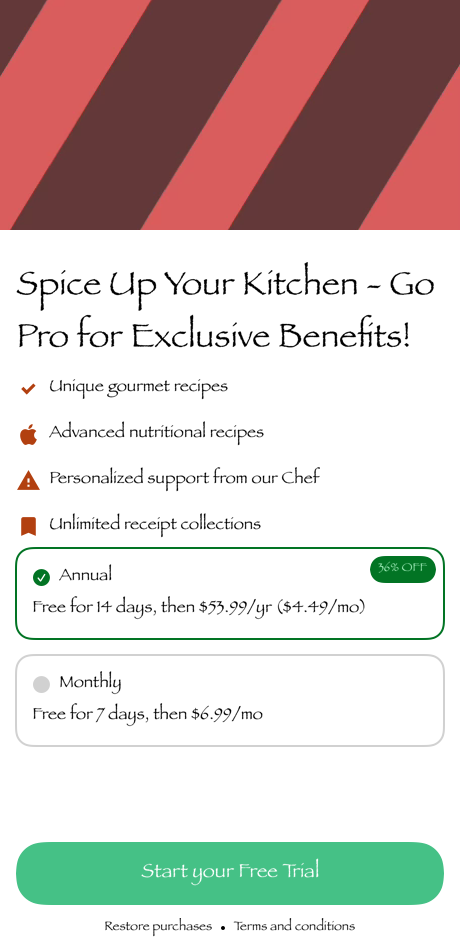 Spice Up Your Kitchen - Go
Pro for Exclusive Benefits!
Unique gourmet recipes
Advanced nutritional recipes
Personalized support from our Chef
Unlimited receipt collections
Annual
36% OFF
Free for 14 days, then $53.99/yr ($4.49/mo)
Monthly
Free for 7 days, then $6.99/mo
Start your Free Trial
Restore purchases • Terms and conditions